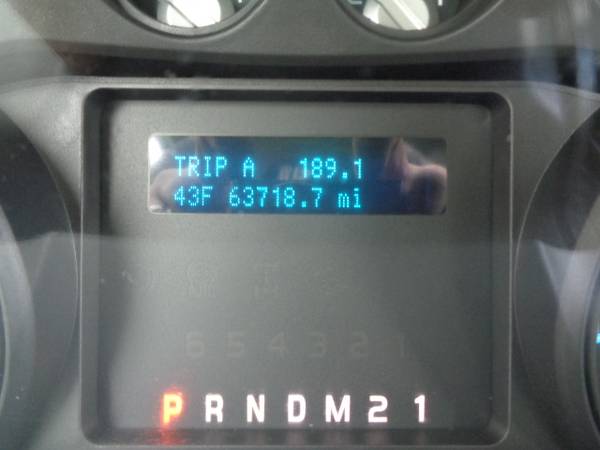 TRIP A 189.1
43F 63718.7 mi
6 5 4 3 2 1
P R N D M 2 1